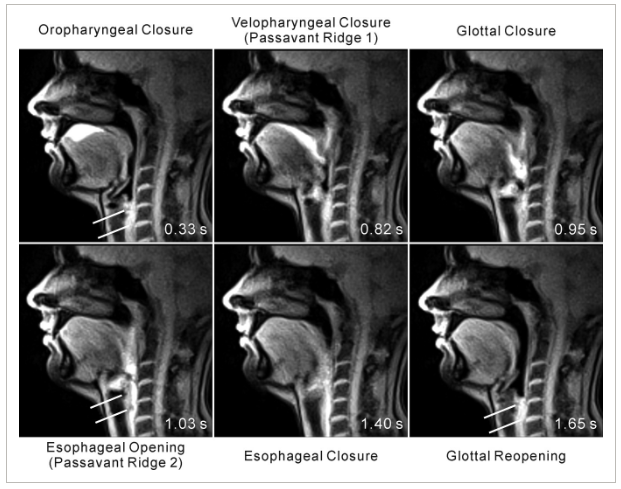 Oropharyngeal Closure
Velopharyngeal Closure
(Passavant Ridge 1)
Glottal Closure
0.33 s
0.82 s
0.95 s
1.03 s
1.40 s
1.65 s
Esophageal Opening
(Passavant Ridge 2)
Esophageal Closure
Glottal Reopening